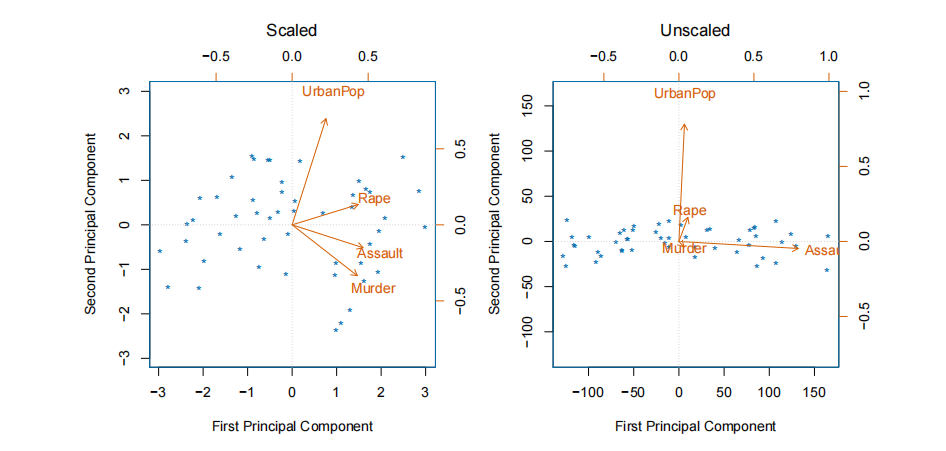 Scaled
−0.5 0.0 0.5
UrbanPop
Rape
Assault
Murder
3
2
1
0
−1
−2
−3
Second Principal Component
0.5
0.0
−0.5
−3 −2 −1 0 1 2 3
First Principal Component
Unscaled
−0.5 0.0 0.5 1.0
UrbanPop
Rape
Murder
Assau
150
100
50
0
−50
−100
Second Principal Component
1.0
0.5
0.0
−0.5
−100 −50 0 50 100 150
First Principal Component